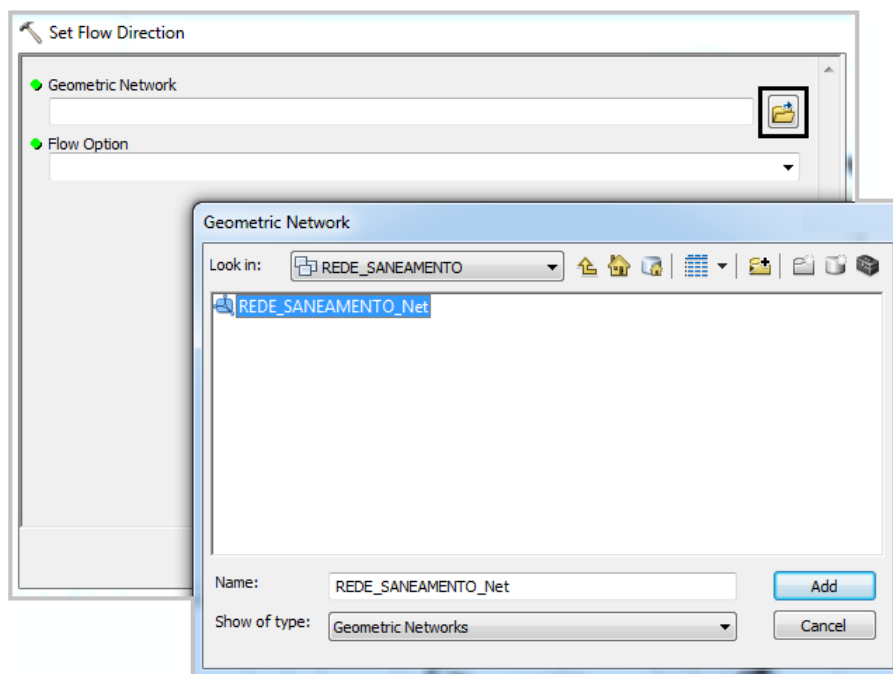 Set Flow Direction
Geometric Network
Flow Option
Geometric Network
Look in: REDE_SANEAMENTO
REDE_SANEAMENTO_Net
Name: REDE_SANEAMENTO_Net Add
Show of type: Geometric Networks Cancel